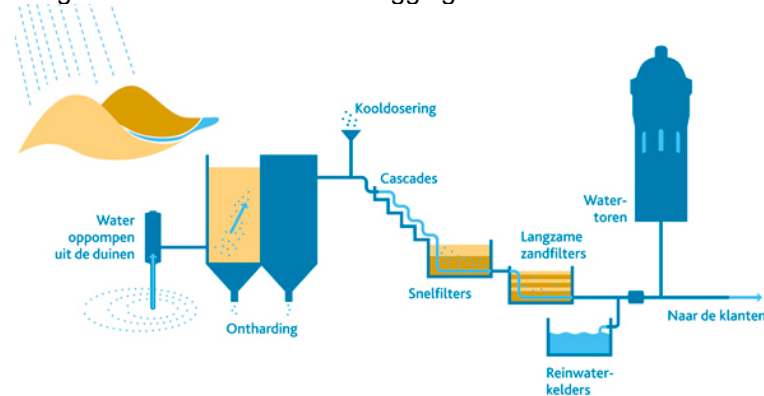 Kooldosering
Cascades
Water
oppompen
uit de duinen
Water-
toren
Langzame
zandfilters
Snelfilters
Ontharding
Naar de klanten
Reinwater-
kelders